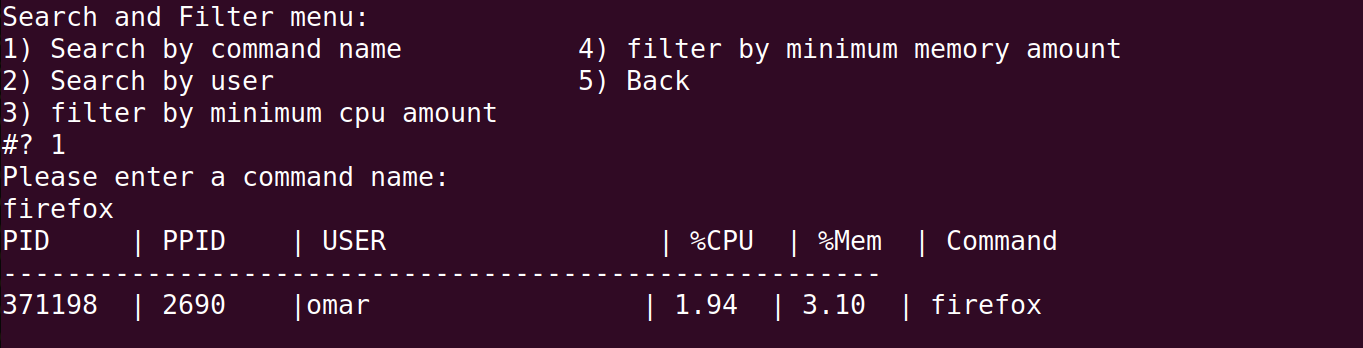 Search and Filter menu:
1) Search by command name           4) filter by minimum memory amount
2) Search by user                   5) Back
3) filter by minimum cpu amount
#? 1
Please enter a command name:
firefox
PID     | PPID    | USER                 | %CPU  | %Mem  | Command
-------------------------------------------------------
371198  | 2690    |omar                 | 1.94  | 3.10  | firefox